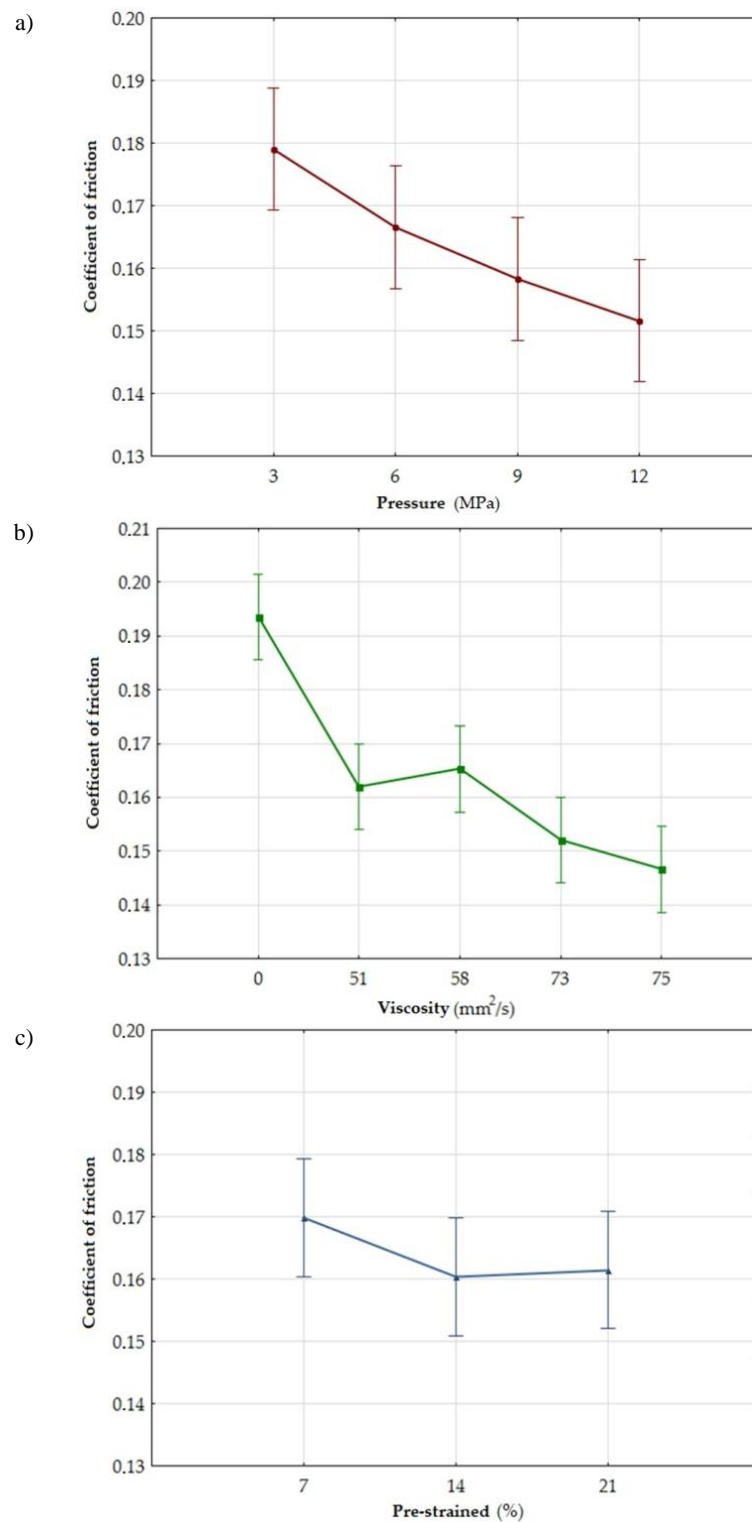 a)
0.20
0.19
0.18
0.17
0.16
0.15
0.14
0.13
Coefficient of friction
3 6 9 12
Pressure (MPa)
b)
0.21
0.20
0.19
0.18
0.17
0.16
0.15
0.14
0.13
Coefficient of friction
0 51 58 73 75
Viscosity (mm²/s)
c)
0.20
0.19
0.18
0.17
0.16
0.15
0.14
0.13
Coefficient of friction
7 14 21
Pre-strained (%)